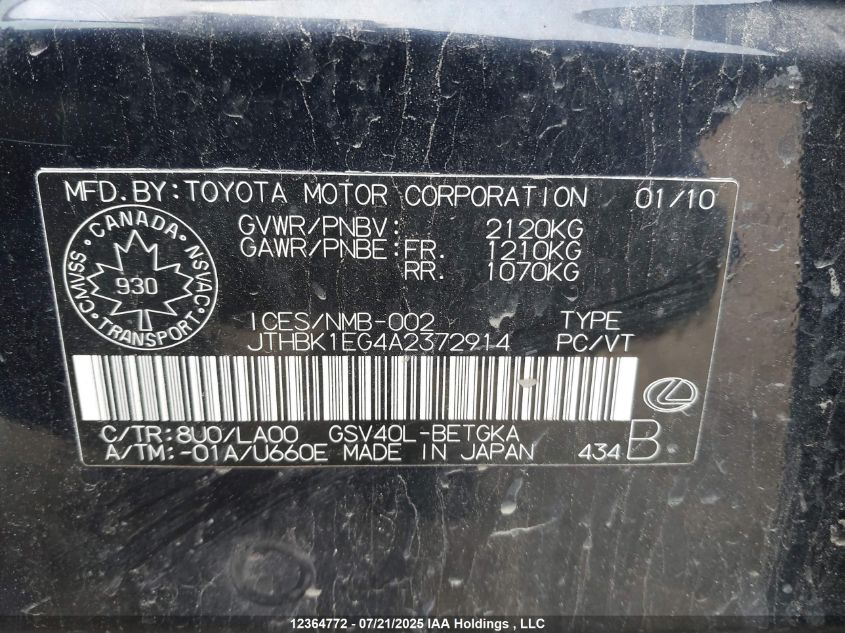 MFD.BY:TOYOTA MOTOR CORPORATION 01/10
GVWR/PNBV: 2120KG
GAWR/PNBE:FR. 1210KG
RR. 1070KG
CANADA
CMVSS 930 NSVAC
TRANSPORT
ICES/NMB-002 TYPE
JTHBK1EG4A2372914 PC/VT
C/TR:8U0/LA00 GSV40L-BETGKA
A/TM:-01A/U660E MADE IN JAPAN 434 B
12364772 - 07/21/2025 IAA Holdings , LLC